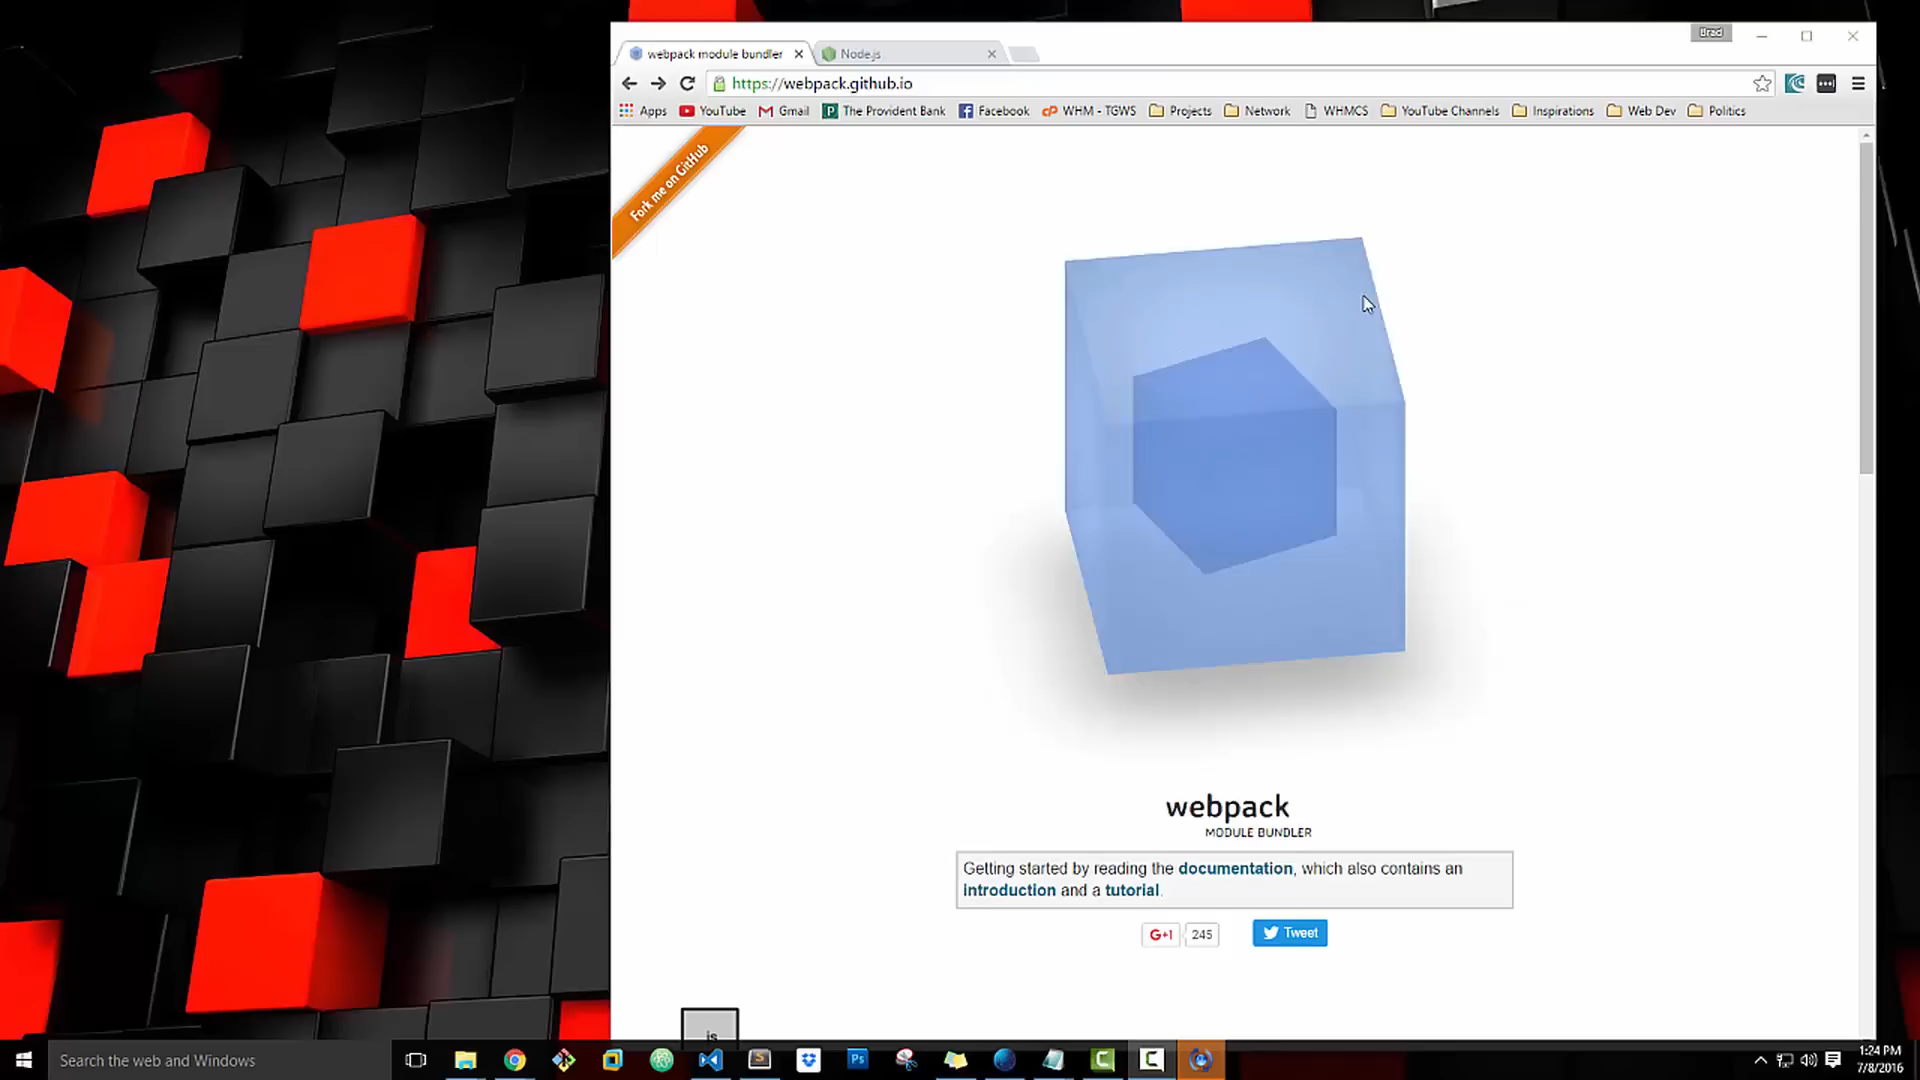 Brad
webpack module bundler
Node.js
https://webpack.github.io
Apps
YouTube
Gmail
The Provident Bank
Facebook
WHM - TGWS
Projects
Network
WHMCS
YouTube Channels
Inspirations
Web Dev
Politics
Fork me on GitHub
webpack
MODULE BUNDLER
Getting started by reading the documentation, which also contains an
introduction and a tutorial.
G+1
245
Tweet
js
Search the web and Windows
Ps
1:24 PM
7/8/2016